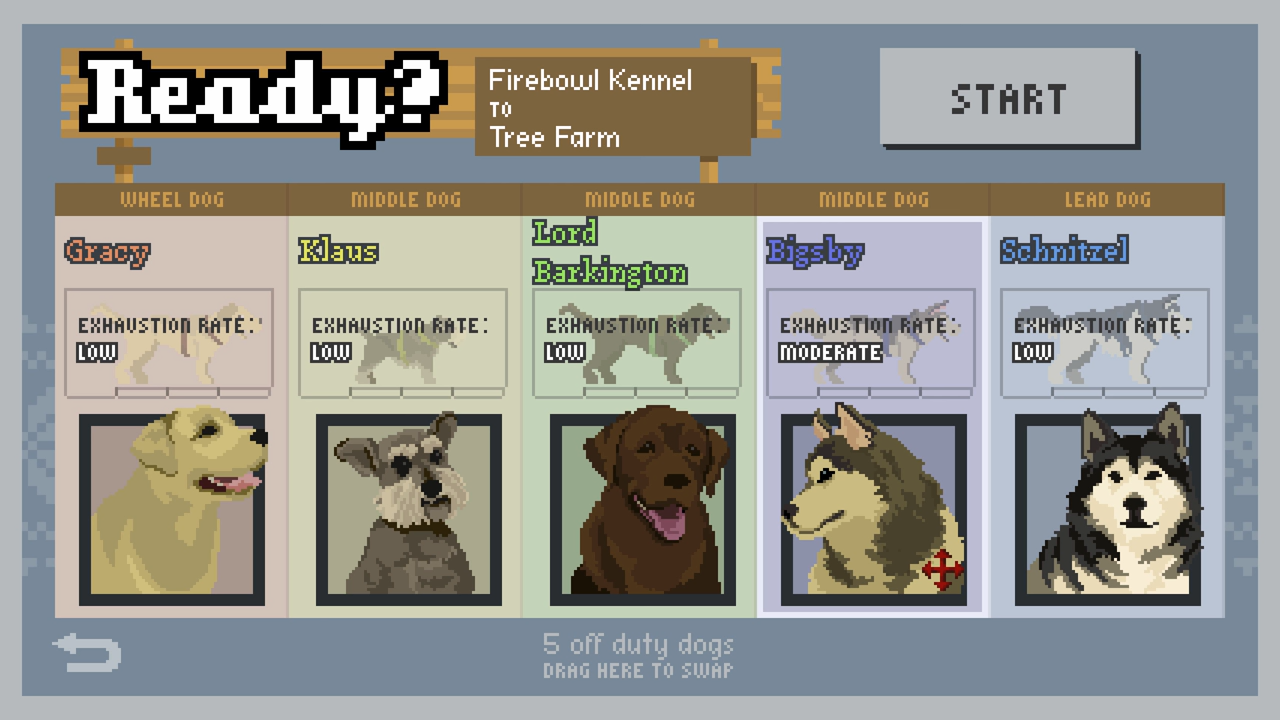 Ready?
Firebowl Kennel
TO
Tree Farm
START
WHEEL DOG
MIDDLE DOG
MIDDLE DOG
MIDDLE DOG
LEAD DOG
Gracy
Klaus
Lord
Barkington
Bigsby
Schnitzel
EXHAUSTION RATE:
LOW
EXHAUSTION RATE:
LOW
EXHAUSTION RATE:
LOW
EXHAUSTION RATE:
MODERATE
EXHAUSTION RATE:
LOW
5 off duty dogs
DRAG HERE TO SWAP